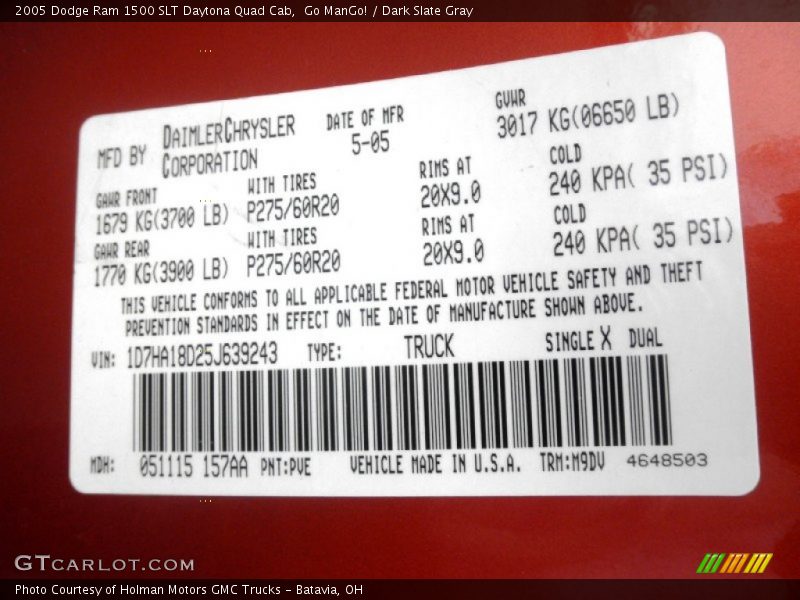 2005 Dodge Ram 1500 SLT Daytona Quad Cab,  Go ManGo! / Dark Slate Gray
MFD BY DAIMLERCHRYSLER CORPORATION
DATE OF MFR 5-05
GVWR 3017 KG(06650 LB)
GAWR FRONT WITH TIRES RIMS AT COLD
1679 KG(3700 LB) P275/60R20 20X9.0 240 KPA( 35 PSI)
GAWR REAR WITH TIRES RIMS AT COLD
1770 KG(3900 LB) P275/60R20 20X9.0 240 KPA( 35 PSI)
THIS VEHICLE CONFORMS TO ALL APPLICABLE FEDERAL MOTOR VEHICLE SAFETY AND THEFT
PREVENTION STANDARDS IN EFFECT ON THE DATE OF MANUFACTURE SHOWN ABOVE.
VIN: 1D7HA18D25J639243 TYPE: TRUCK SINGLE X DUAL
MDH: 051115 157AA PNT:PVE VEHICLE MADE IN U.S.A. TRM:M9DV 4648503
GTCARLOT.COM
Photo Courtesy of Holman Motors GMC Trucks - Batavia, OH